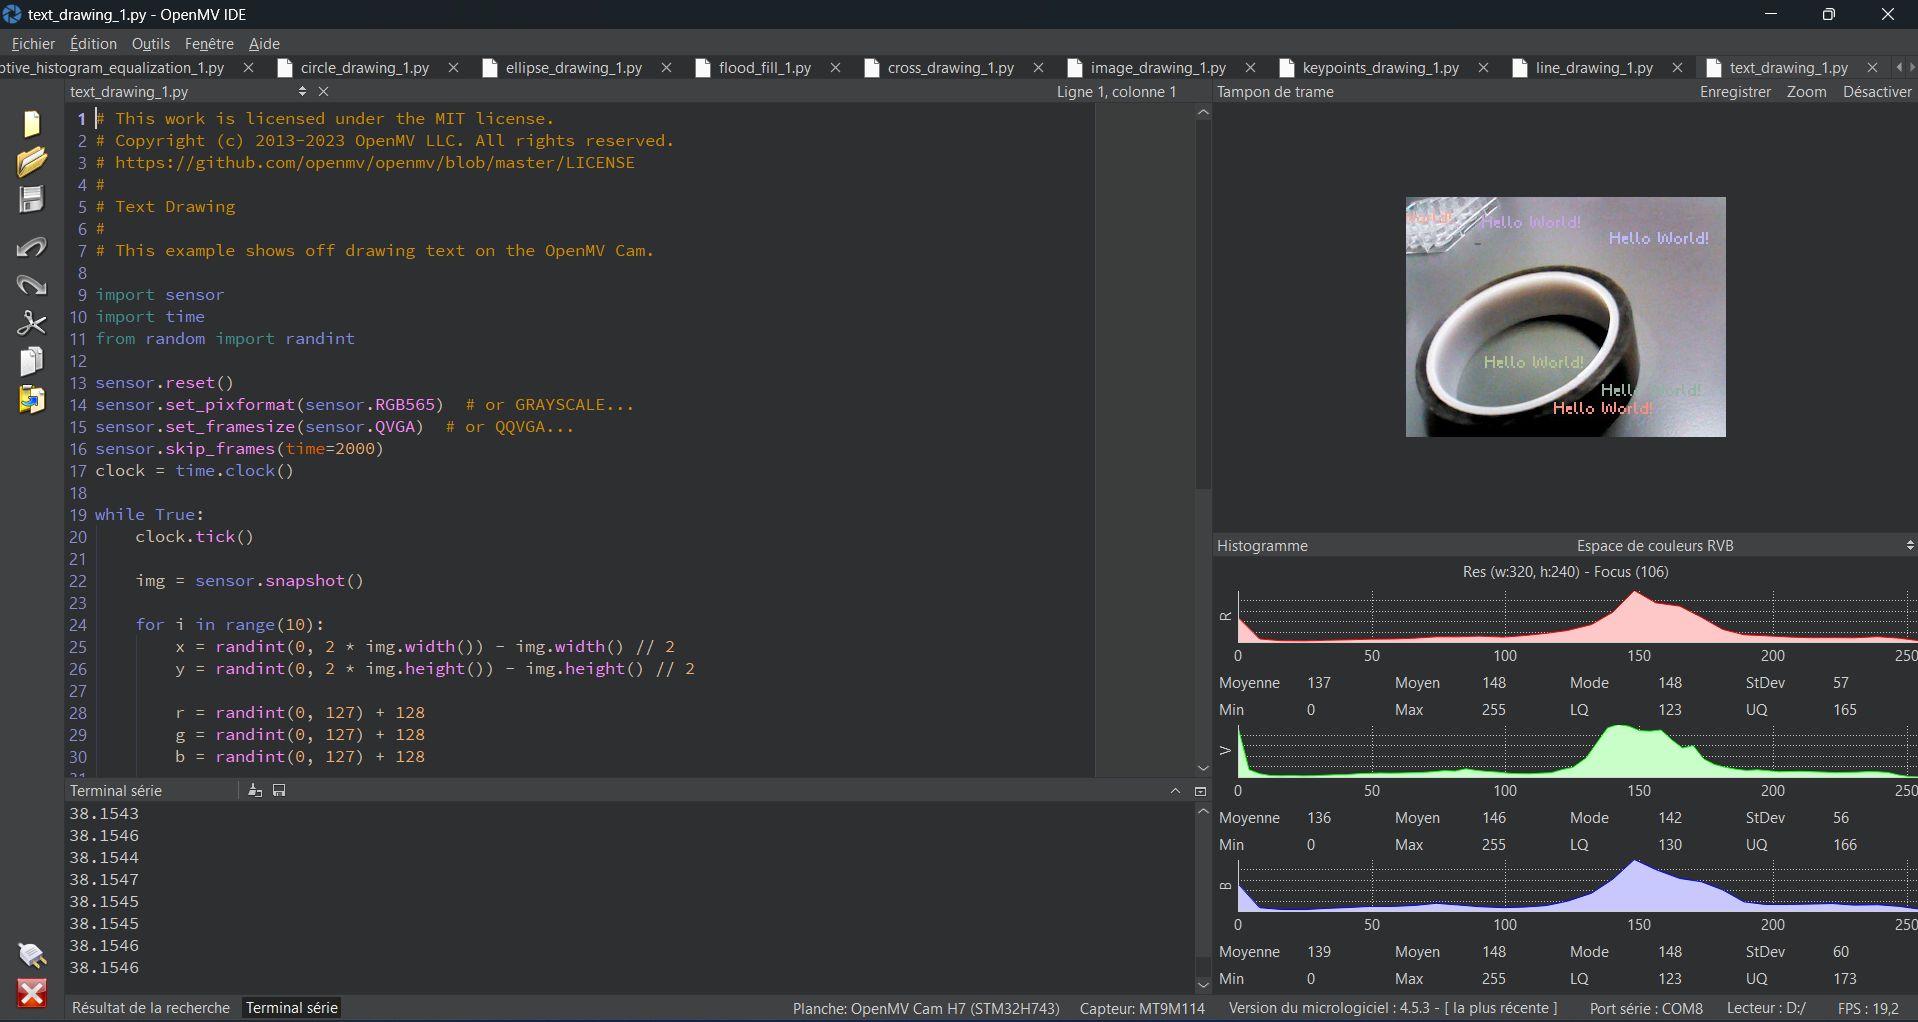 text_drawing_1.py - OpenMV IDE
Fichier Édition Outils Fenêtre Aide
ptive_histogram_equalization_1.py circle_drawing_1.py ellipse_drawing_1.py flood_fill_1.py cross_drawing_1.py image_drawing_1.py keypoints_drawing_1.py line_drawing_1.py text_drawing_1.py
text_drawing_1.py Ligne 1, colonne 1 Tampon de trame Enregistrer Zoom Désactiver
1 # This work is licensed under the MIT license.
2 # Copyright (c) 2013-2023 OpenMV LLC. All rights reserved.
3 # https://github.com/openmv/openmv/blob/master/LICENSE
4 #
5 # Text Drawing
6 #
7 # This example shows off drawing text on the OpenMV Cam.
8
9 import sensor
10 import time
11 from random import randint
12
13 sensor.reset()
14 sensor.set_pixformat(sensor.RGB565)  # or GRAYSCALE...
15 sensor.set_framesize(sensor.QVGA)  # or QQVGA...
16 sensor.skip_frames(time=2000)
17 clock = time.clock()
18
19 while True:
20     clock.tick()
21
22     img = sensor.snapshot()
23
24     for i in range(10):
25         x = randint(0, 2 * img.width()) - img.width() // 2
26         y = randint(0, 2 * img.height()) - img.height() // 2
27
28         r = randint(0, 127) + 128
29         g = randint(0, 127) + 128
30         b = randint(0, 127) + 128
31
World!
Hello World!
Hello World!
Hello World!
Hello World!
Hello World!
Histogramme Espace de couleurs RVB
Res (w:320, h:240) - Focus (106)
R
0 50 100 150 200 250
Moyenne 137 Moyen 148 Mode 148 StDev 57
Min 0 Max 255 LQ 123 UQ 165
V
0 50 100 150 200 250
Moyenne 136 Moyen 146 Mode 142 StDev 56
Min 0 Max 255 LQ 130 UQ 166
B
0 50 100 150 200 250
Moyenne 139 Moyen 148 Mode 148 StDev 60
Min 0 Max 255 LQ 123 UQ 173
Terminal série
38.1543
38.1546
38.1544
38.1547
38.1545
38.1545
38.1546
38.1546
Résultat de la recherche Terminal série Planche: OpenMV Cam H7 (STM32H743) Capteur: MT9M114 Version du micrologiciel : 4.5.3 - [ la plus récente ] Port série : COM8 Lecteur : D:/ FPS : 19,2